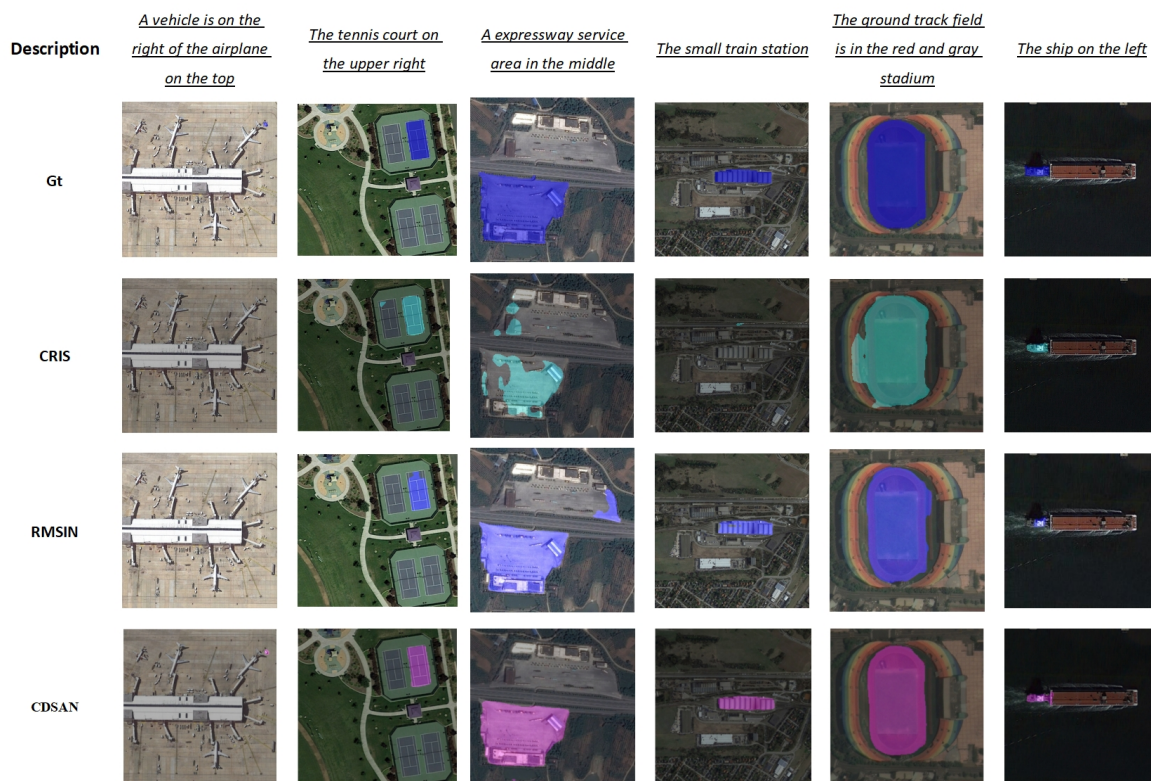 Description
A vehicle is on the
right of the airplane
on the top
The tennis court on
the upper right
A expressway service
area in the middle
The small train station
The ground track field
is in the red and gray
stadium
The ship on the left
Gt
CRIS
RMSIN
CDSAN